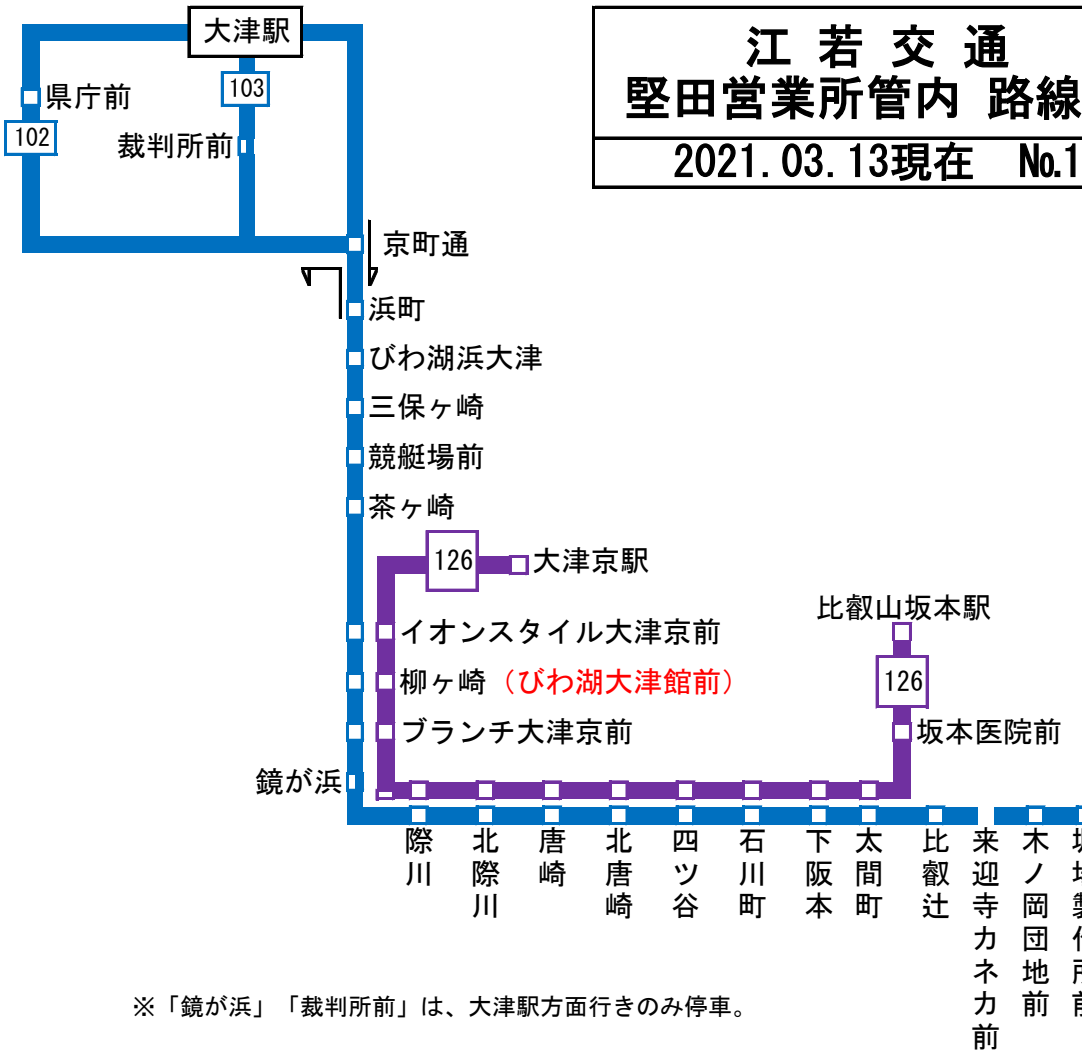 大津駅
県庁前
103
102
裁判所前
江若交通
堅田営業所管内 路線
2021.03.13現在 No.1
京町通
浜町
びわ湖浜大津
三保ヶ崎
競艇場前
茶ヶ崎
126
大津京駅
イオンスタイル大津京前
柳ヶ崎（びわ湖大津館前）
ブランチ大津京前
鏡が浜
比叡山坂本駅
126
坂本医院前
際川
北際川
唐崎
北唐崎
四ツ谷
石川町
下阪本
太間町
比叡辻
来迎寺カネカ前
木ノ岡団地前
堀場製作所前
※「鏡が浜」「裁判所前」は、大津駅方面行きのみ停車。